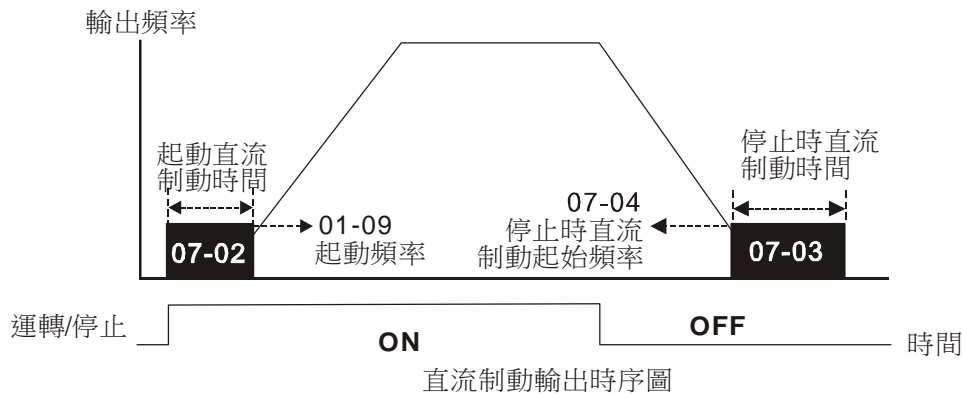 輸出頻率
起動直流
制動時間
停止時直流
制動時間
01-09
起動頻率
07-04
停止時直流
制動起始頻率
07-02
07-03
運轉/停止
ON
OFF
時間
直流制動輸出時序圖